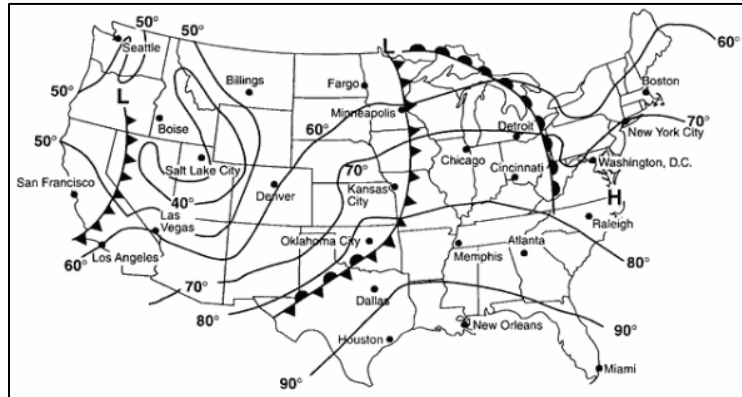 50°
50°
60°
Seattle
L
Boston
50°
Billings
Fargo
L
Minneapolis
70°
Detroit
New York City
Boise
60°
50°
Chicago
Washington, D.C.
Salt Lake City
70°
Cincinnati
San Francisco
Denver
Kansas
City
H
40°
Las
Vegas
Raleigh
Oklahoma City
Memphis
Atlanta
60°
Los Angeles
80°
70°
Dallas
80°
New Orleans
90°
Houston
Miami
90°